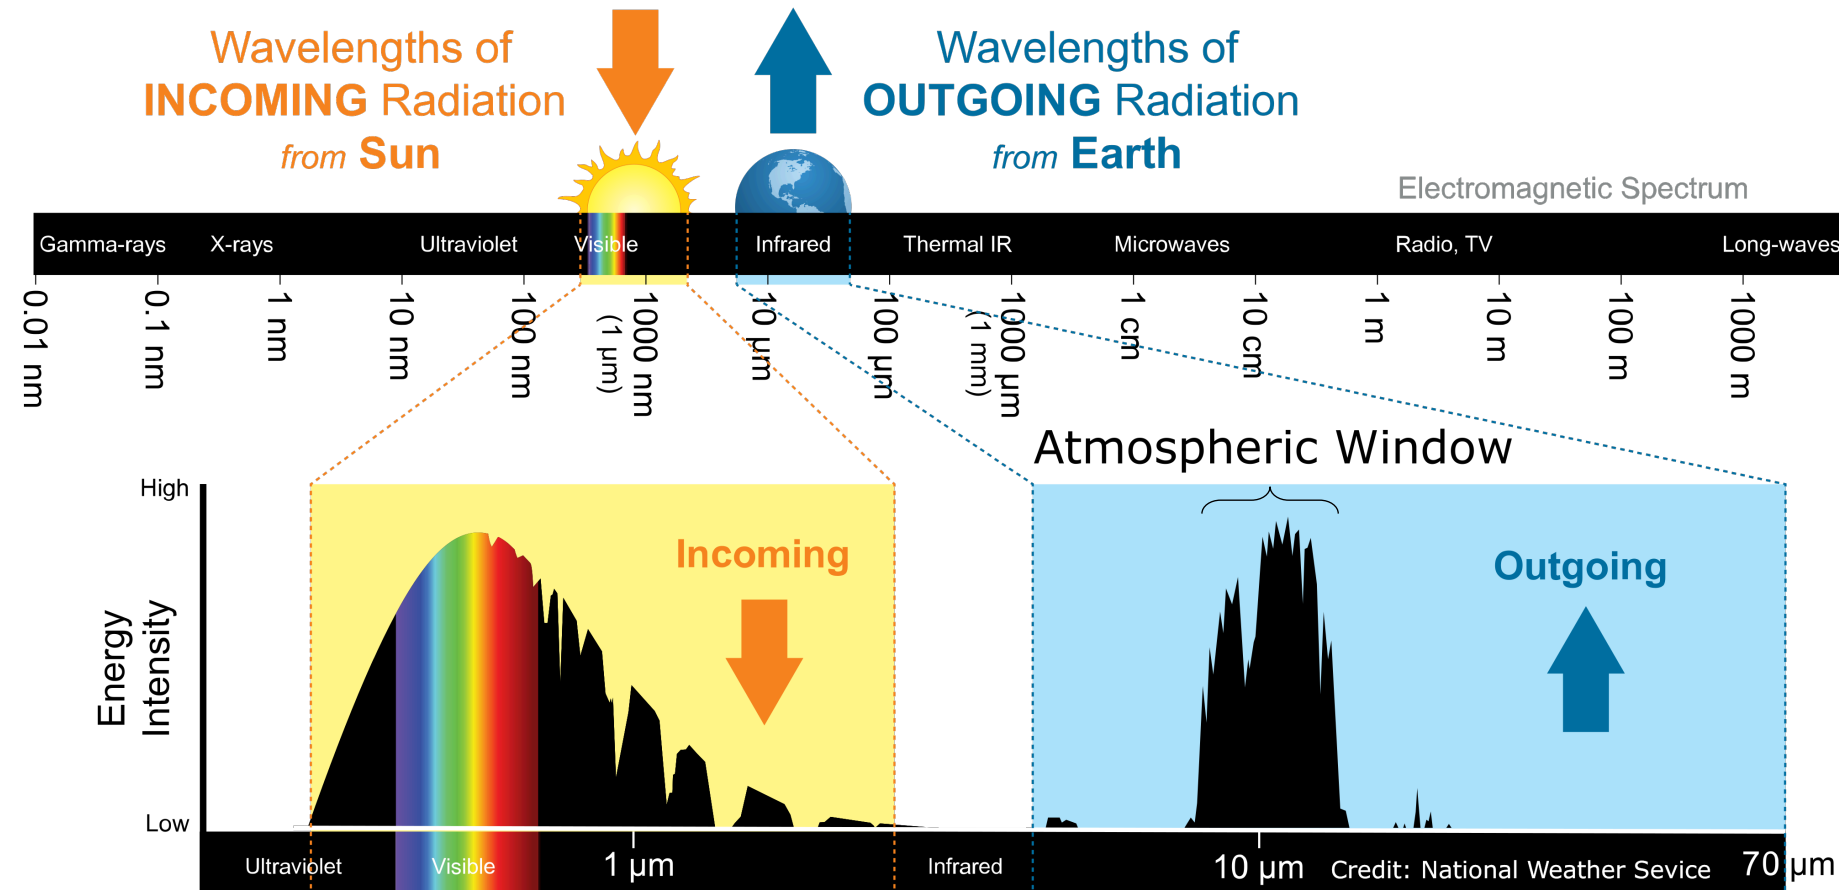 Wavelengths of
INCOMING Radiation
from Sun
Wavelengths of
OUTGOING Radiation
from Earth
Electromagnetic Spectrum
Gamma-rays
X-rays
Ultraviolet
Visible
Infrared
Thermal IR
Microwaves
Radio, TV
Long-waves
0.01 nm
0.1 nm
1 nm
10 nm
100 nm
1000 nm
(1 μm)
10 μm
100 μm
1000 μm
(1 mm)
1 cm
10 cm
1 m
10 m
100 m
1000 m
Atmospheric Window
High
Energy
Intensity
Low
Incoming
Outgoing
Ultraviolet
Visible
1 μm
Infrared
10 μm
Credit: National Weather Sevice
70 μm